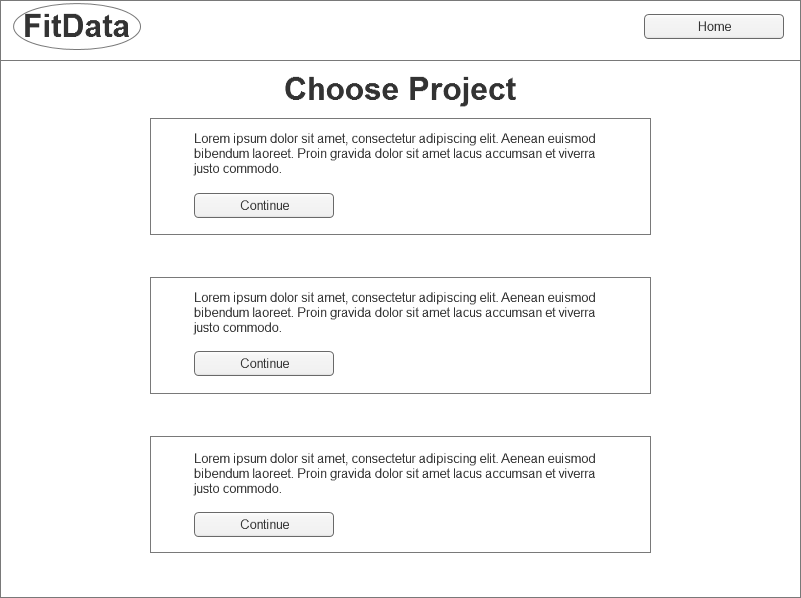 FitData
Home
Choose Project
Lorem ipsum dolor sit amet, consectetur adipiscing elit. Aenean euismod
bibendum laoreet. Proin gravida dolor sit amet lacus accumsan et viverra
justo commodo.
Continue
Lorem ipsum dolor sit amet, consectetur adipiscing elit. Aenean euismod
bibendum laoreet. Proin gravida dolor sit amet lacus accumsan et viverra
justo commodo.
Continue
Lorem ipsum dolor sit amet, consectetur adipiscing elit. Aenean euismod
bibendum laoreet. Proin gravida dolor sit amet lacus accumsan et viverra
justo commodo.
Continue